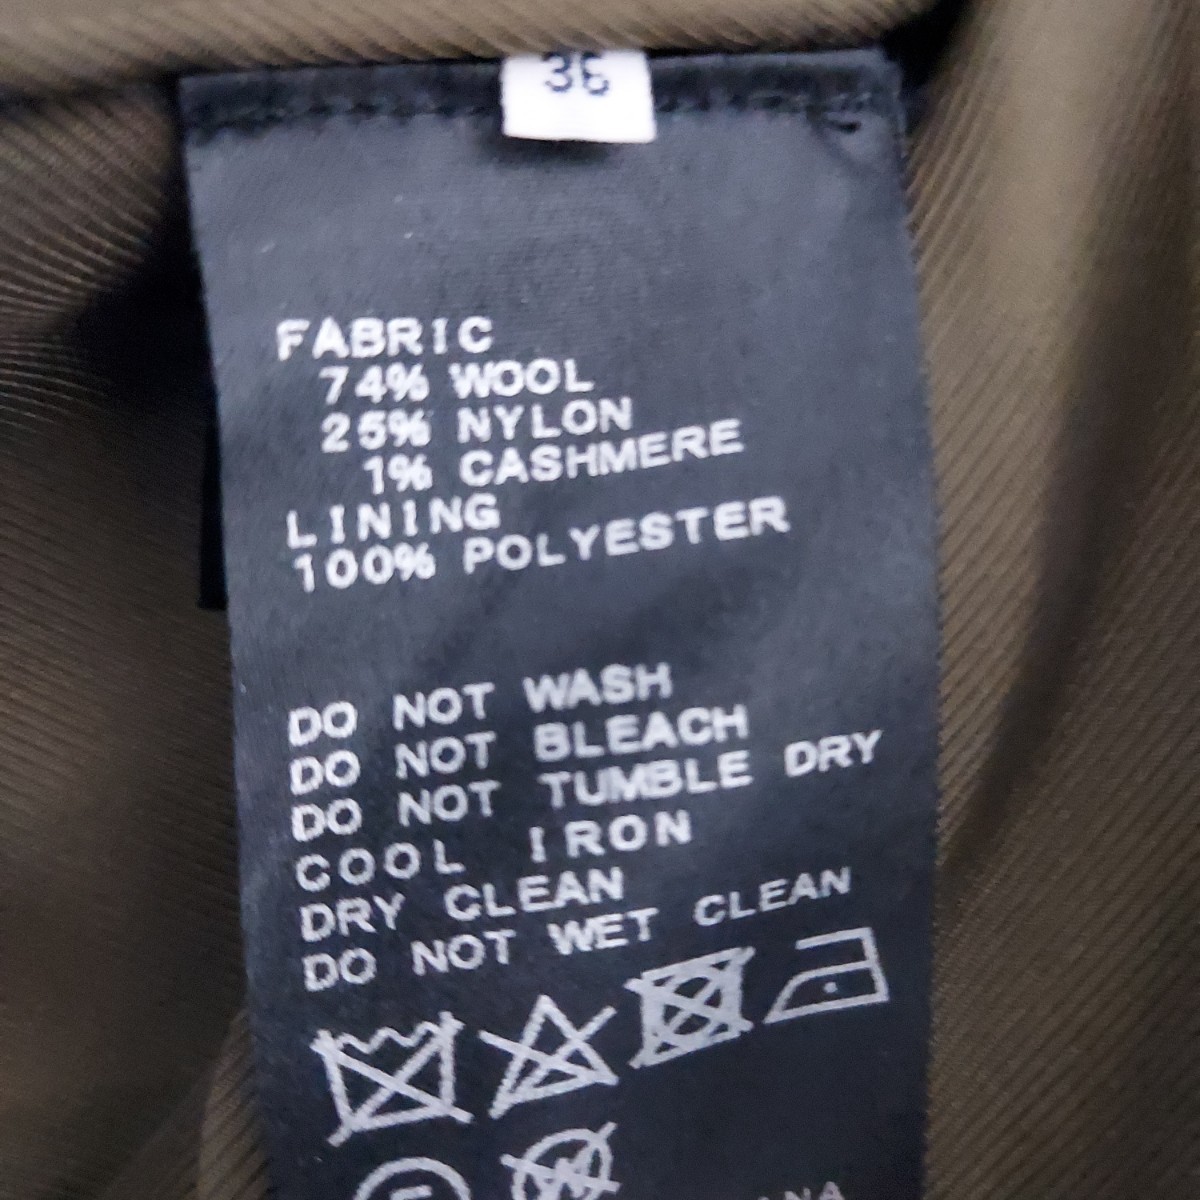 36
FABRIC
74% WOOL
25% NYLON
1% CASHMERE
LINING
100% POLYESTER
DO NOT WASH
DO NOT BLEACH
DO NOT TUMBLE DRY
COOL IRON
DRY CLEAN
DO NOT WET CLEAN